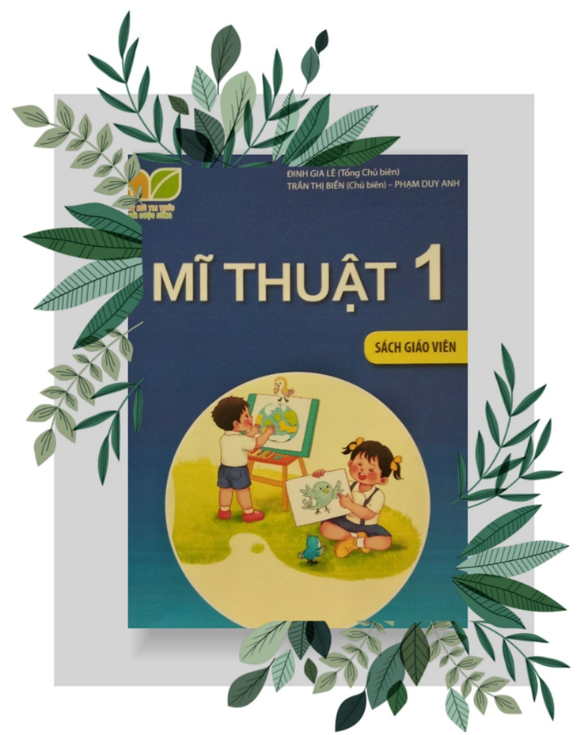 ĐINH GIA LÊ (Tổng Chủ biên)
TRẦN THỊ BIỂN (Chủ biên) – PHẠM DUY ANH
MĨ THUẬT 1
SÁCH GIÁO VIÊN